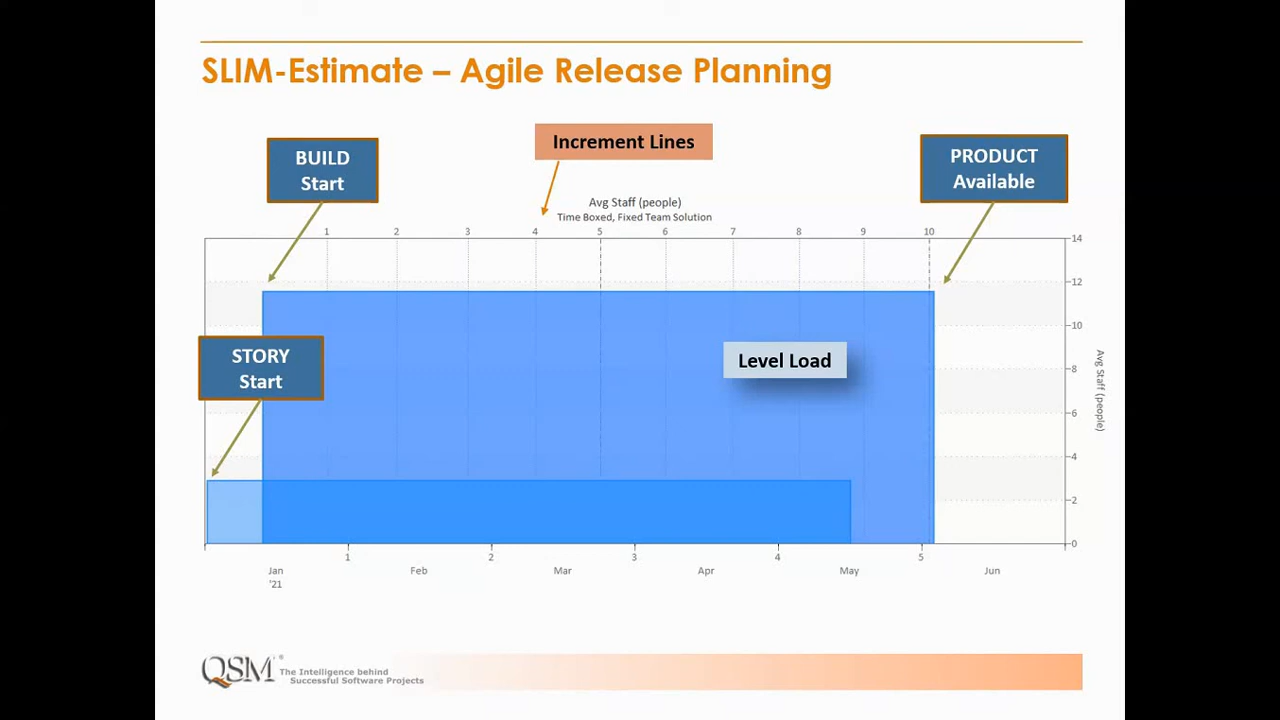 SLIM-Estimate – Agile Release Planning
Increment Lines
BUILD
Start
PRODUCT
Available
Avg Staff (people)
Time Boxed, Fixed Team Solution
1 2 3 4 5 6 7 8 9 10
14
12
10
8
6
4
2
0
Avg Staff (people)
STORY
Start
Level Load
1 2 3 4 5
Jan Feb Mar Apr May Jun
'21
QSM®
The Intelligence behind
Successful Software Projects